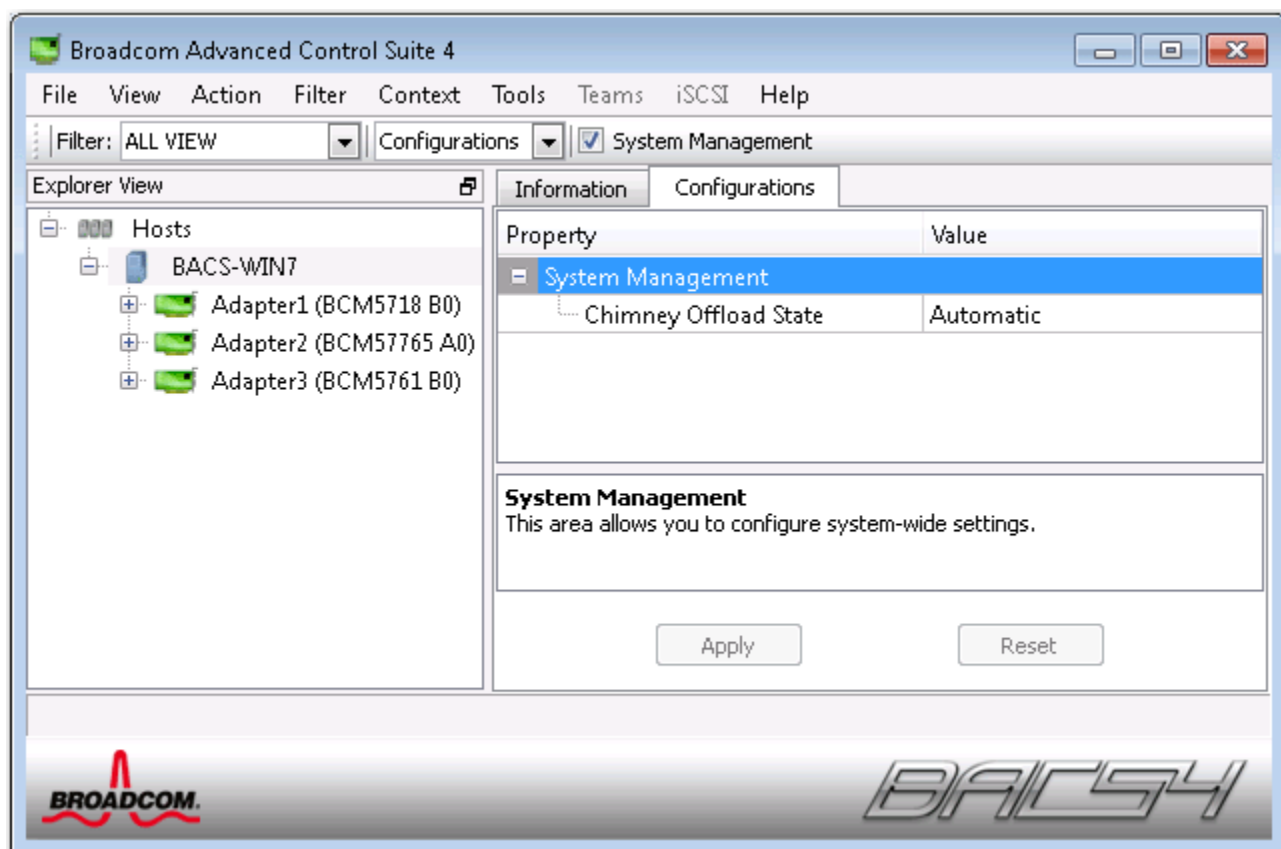 Broadcom Advanced Control Suite 4
File View Action Filter Context Tools Teams iSCSI Help
Filter: ALL VIEW Configurations System Management
Explorer View
Information Configurations
Hosts
BACS-WIN7
Adapter1 (BCM5718 B0)
Adapter2 (BCM57765 A0)
Adapter3 (BCM5761 B0)
Property Value
System Management
Chimney Offload State Automatic
System Management
This area allows you to configure system-wide settings.
Apply Reset
BROADCOM.
BACS4